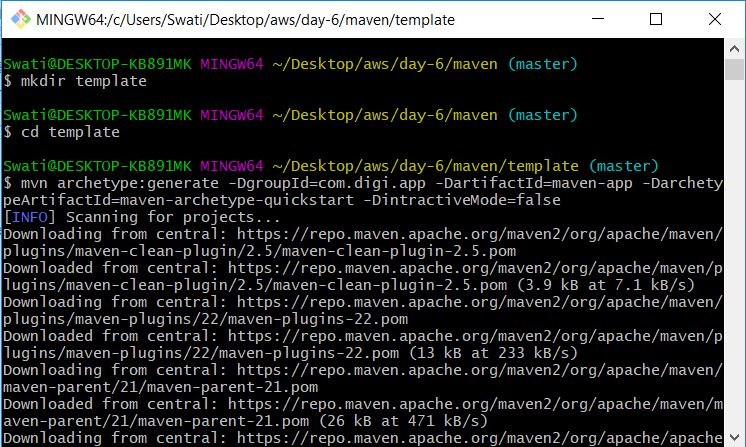 MINGW64:/c/Users/Swati/Desktop/aws/day-6/maven/template
Swati@DESKTOP-KB891MK MINGW64 ~/Desktop/aws/day-6/maven (master)
$ mkdir template
Swati@DESKTOP-KB891MK MINGW64 ~/Desktop/aws/day-6/maven (master)
$ cd template
Swati@DESKTOP-KB891MK MINGW64 ~/Desktop/aws/day-6/maven/template (master)
$ mvn archetype:generate -DgroupId=com.digi.app -DartifactId=maven-app -Darchety
peArtifactId=maven-archetype-quickstart -DintractiveMode=false
[INFO] Scanning for projects...
Downloading from central: https://repo.maven.apache.org/maven2/org/apache/maven/
plugins/maven-clean-plugin/2.5/maven-clean-plugin-2.5.pom
Downloaded from central: https://repo.maven.apache.org/maven2/org/apache/maven/p
lugins/maven-clean-plugin/2.5/maven-clean-plugin-2.5.pom (3.9 kB at 7.1 kB/s)
Downloading from central: https://repo.maven.apache.org/maven2/org/apache/maven/
plugins/maven-plugins/22/maven-plugins-22.pom
Downloaded from central: https://repo.maven.apache.org/maven2/org/apache/maven/p
lugins/maven-plugins/22/maven-plugins-22.pom (13 kB at 233 kB/s)
Downloading from central: https://repo.maven.apache.org/maven2/org/apache/maven/
maven-parent/21/maven-parent-21.pom
Downloaded from central: https://repo.maven.apache.org/maven2/org/apache/maven/m
aven-parent/21/maven-parent-21.pom (26 kB at 471 kB/s)
Downloading from central: https://repo.maven.apache.org/maven2/org/apache/apache